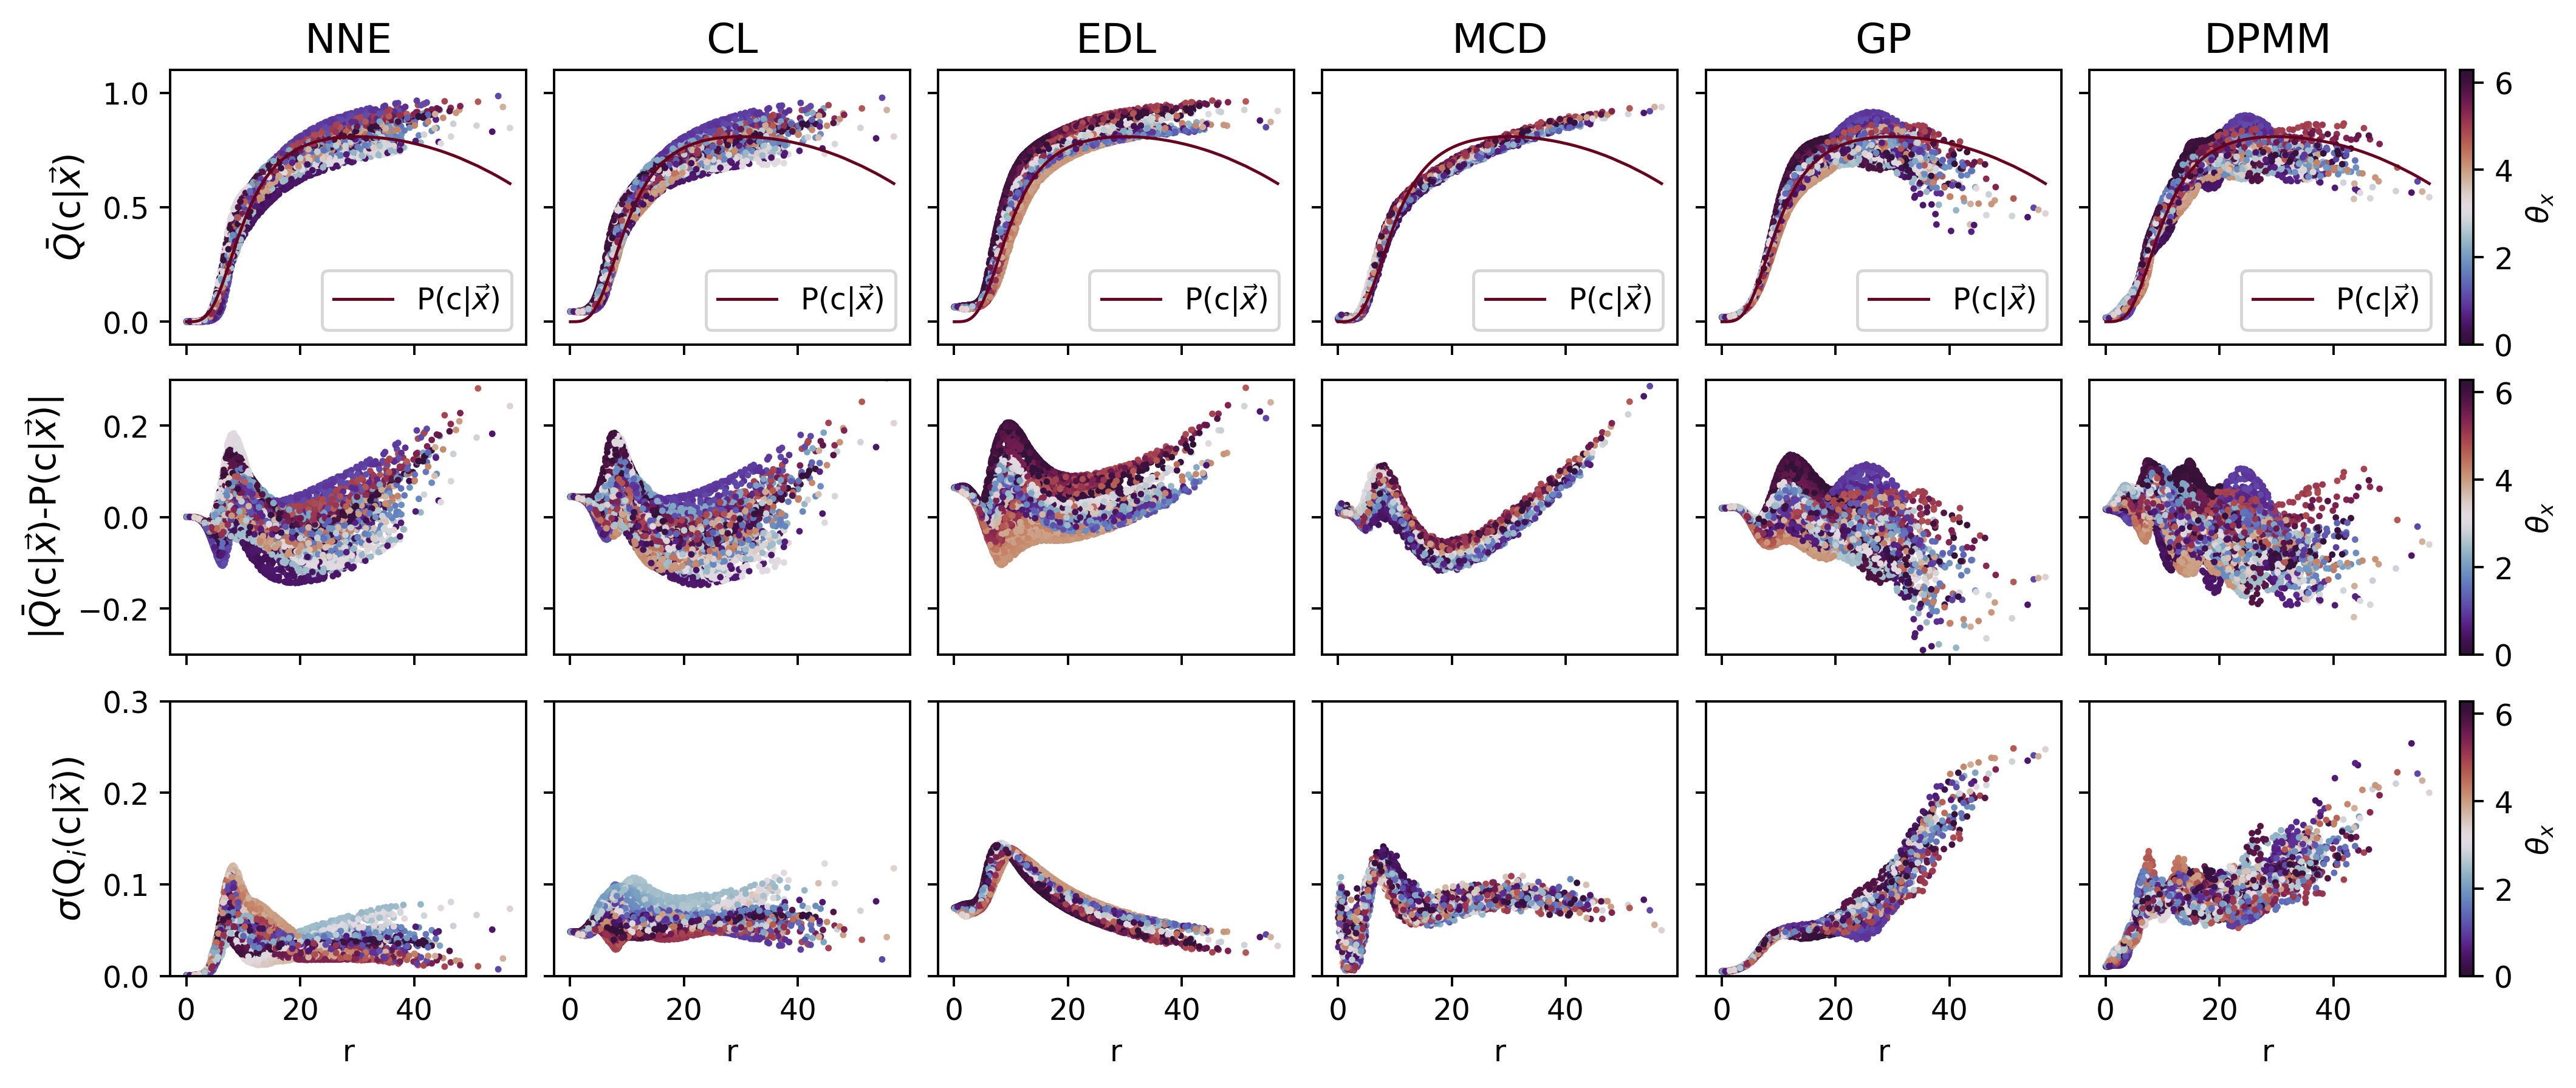 NNE CL EDL MCD GP DPMM
1.0
0.5
0.0
Q̄(c|x⃗)
P(c|x⃗) P(c|x⃗) P(c|x⃗) P(c|x⃗) P(c|x⃗) P(c|x⃗)
6
4
2
0
θₓ
0.2
0.0
−0.2
|Q̄(c|x⃗)-P(c|x⃗)|
6
4
2
0
θₓ
0.3
0.2
0.1
0.0
σ(Qᵢ(c|x⃗))
6
4
2
0
θₓ
0 20 40 0 20 40 0 20 40 0 20 40 0 20 40 0 20 40
r r r r r r